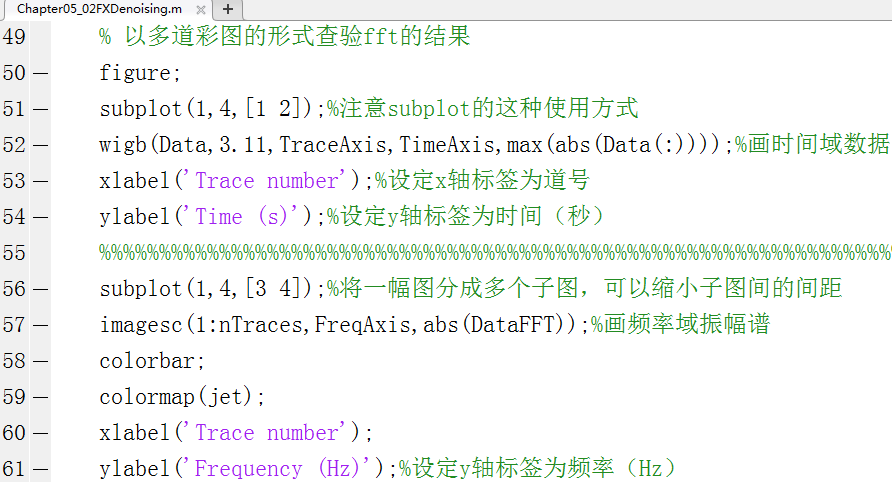 Chapter05_02FXDenoising.m × +
49 % 以多道彩图的形式查验fft的结果
50 — figure;
51 — subplot(1,4,[1 2]);%注意subplot的这种使用方式
52 — wigb(Data,3.11,TraceAxis,TimeAxis,max(abs(Data(:))));%画时间域数据
53 — xlabel('Trace number');%设定x轴标签为道号
54 — ylabel('Time (s)');%设定y轴标签为时间（秒）
55 %%%%%%%%%%%%%%%%%%%%%%%%%%%%%%%%%%%%%%%%%%%%%%%%%%%%%%%%%%%%%%%%%%
56 — subplot(1,4,[3 4]);%将一幅图分成多个子图，可以缩小子图间的间距
57 — imagesc(1:nTraces,FreqAxis,abs(DataFFT));%画频率域振幅谱
58 — colorbar;
59 — colormap(jet);
60 — xlabel('Trace number');
61 — ylabel('Frequency (Hz)');%设定y轴标签为频率（Hz）